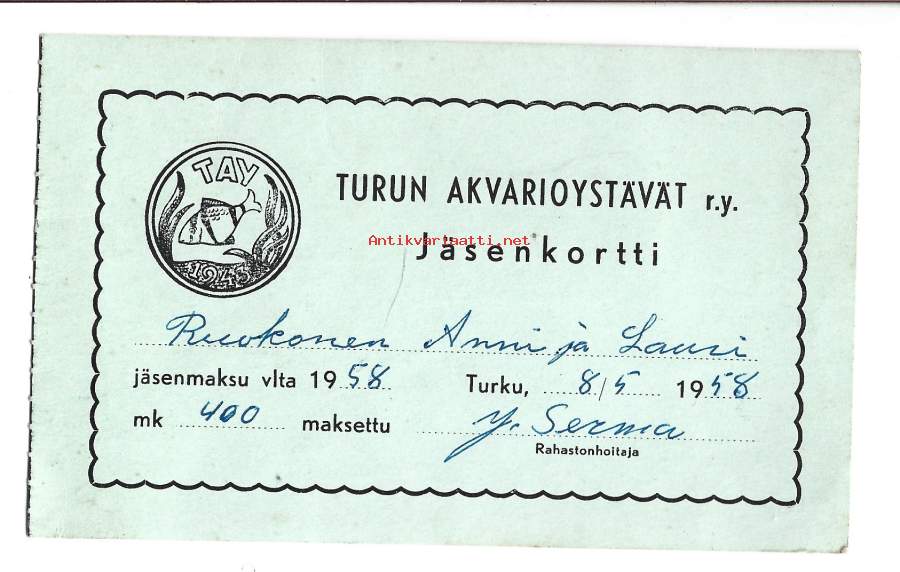 TAY
1943
TURUN AKVARIOYSTÄVÄT r.y.
Antikvariaatti.net
Jäsenkortti
Ruokonen Anni ja Lauri
jäsenmaksu vlta 1958 Turku, 8/5 1958
mk 400 maksettu Y. Serma
Rahastonhoitaja